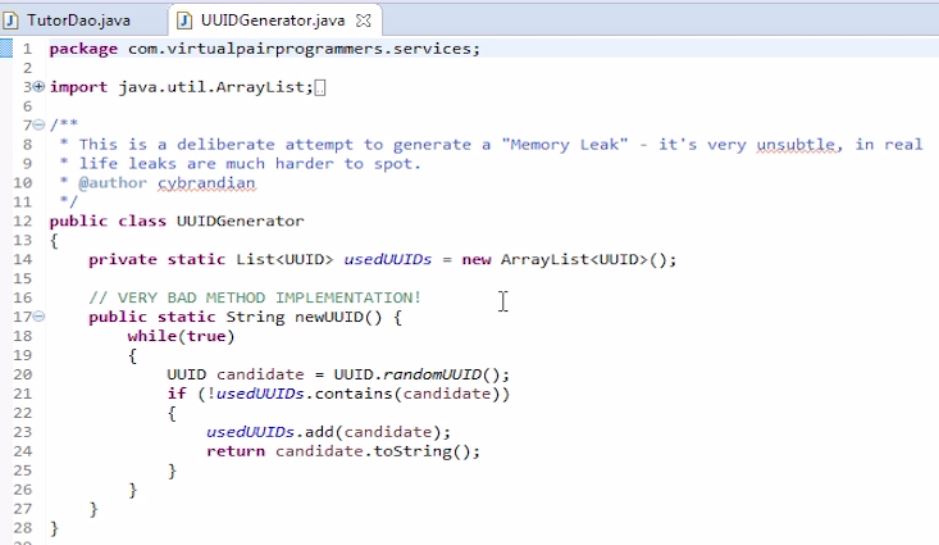 TutorDao.java UUIDGenerator.java
1 package com.virtualpairprogrammers.services;
2
3 import java.util.ArrayList;
6
7 /**
8  * This is a deliberate attempt to generate a "Memory Leak" - it's very unsubtle, in real
9  * life leaks are much harder to spot.
10  * @author cybrandian
11  */
12 public class UUIDGenerator
13 {
14     private static List<UUID> usedUUIDs = new ArrayList<UUID>();
15
16     // VERY BAD METHOD IMPLEMENTATION!
17     public static String newUUID() {
18         while(true)
19         {
20             UUID candidate = UUID.randomUUID();
21             if (!usedUUIDs.contains(candidate))
22             {
23                 usedUUIDs.add(candidate);
24                 return candidate.toString();
25             }
26         }
27     }
28 }